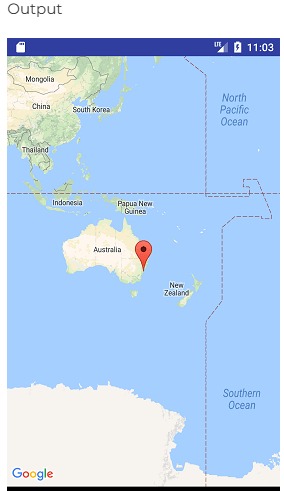 Output
LTE 11:03
Mongolia
China
South Korea
Thailand
North
Pacific
Ocean
Indonesia
Papua New
Guinea
Australia
New
Zealand
Southern
Ocean
Google